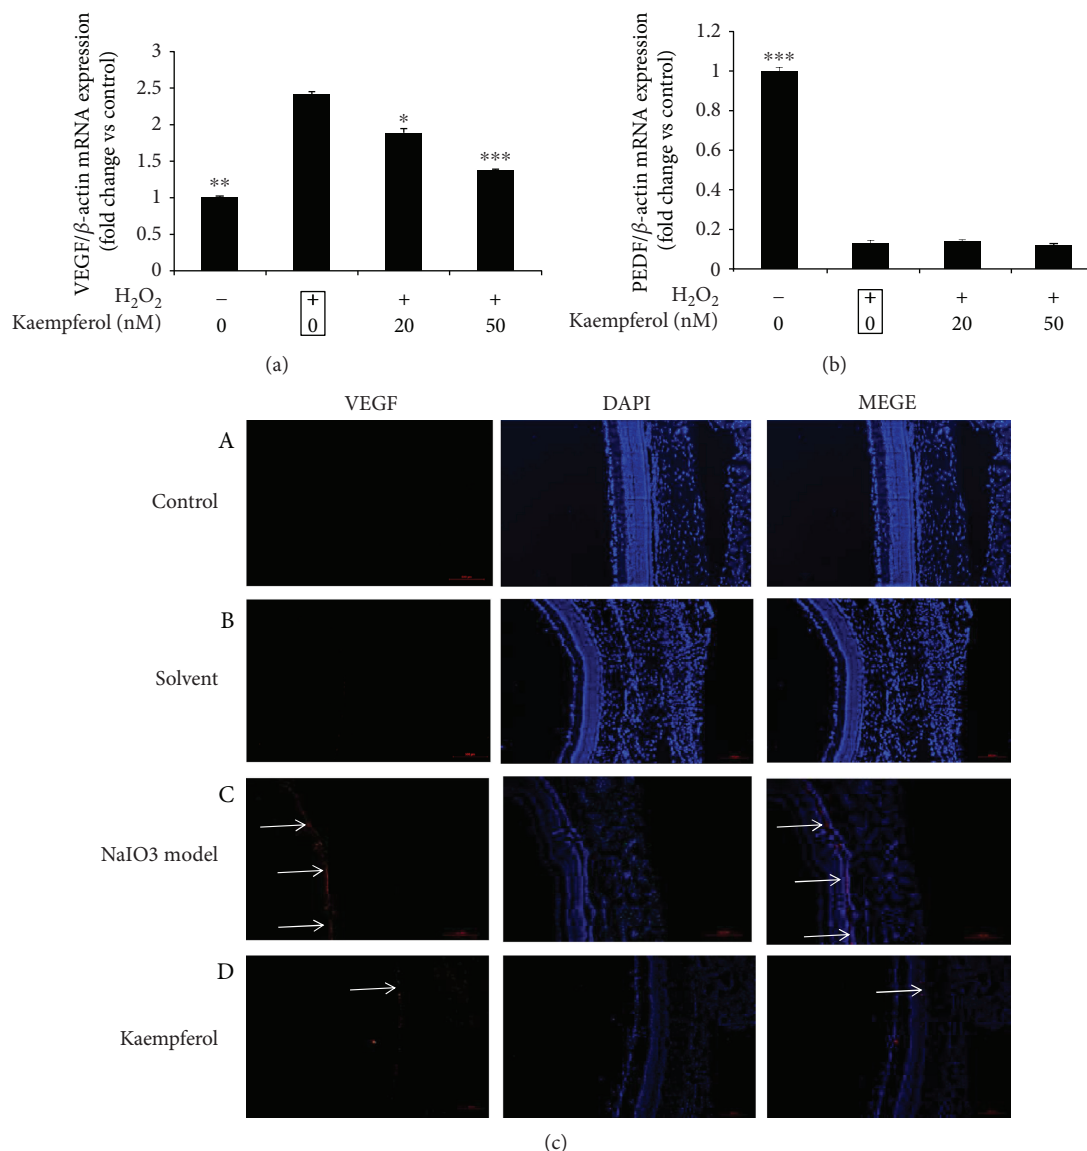 VEGF/β-actin mRNA expression
(fold change vs control)
3
2.5
2
1.5
1
0.5
0
**
*
***
H₂O₂
− + + +
Kaempferol (nM)
0 0 20 50
(a)
PEDF/β-actin mRNA expression
(fold change vs control)
1.2
1
0.8
0.6
0.4
0.2
0
***
H₂O₂
− + + +
Kaempferol (nM)
0 0 20 50
(b)
VEGF DAPI MEGE
A
Control
B
Solvent
C
NaIO3 model
D
Kaempferol
(c)